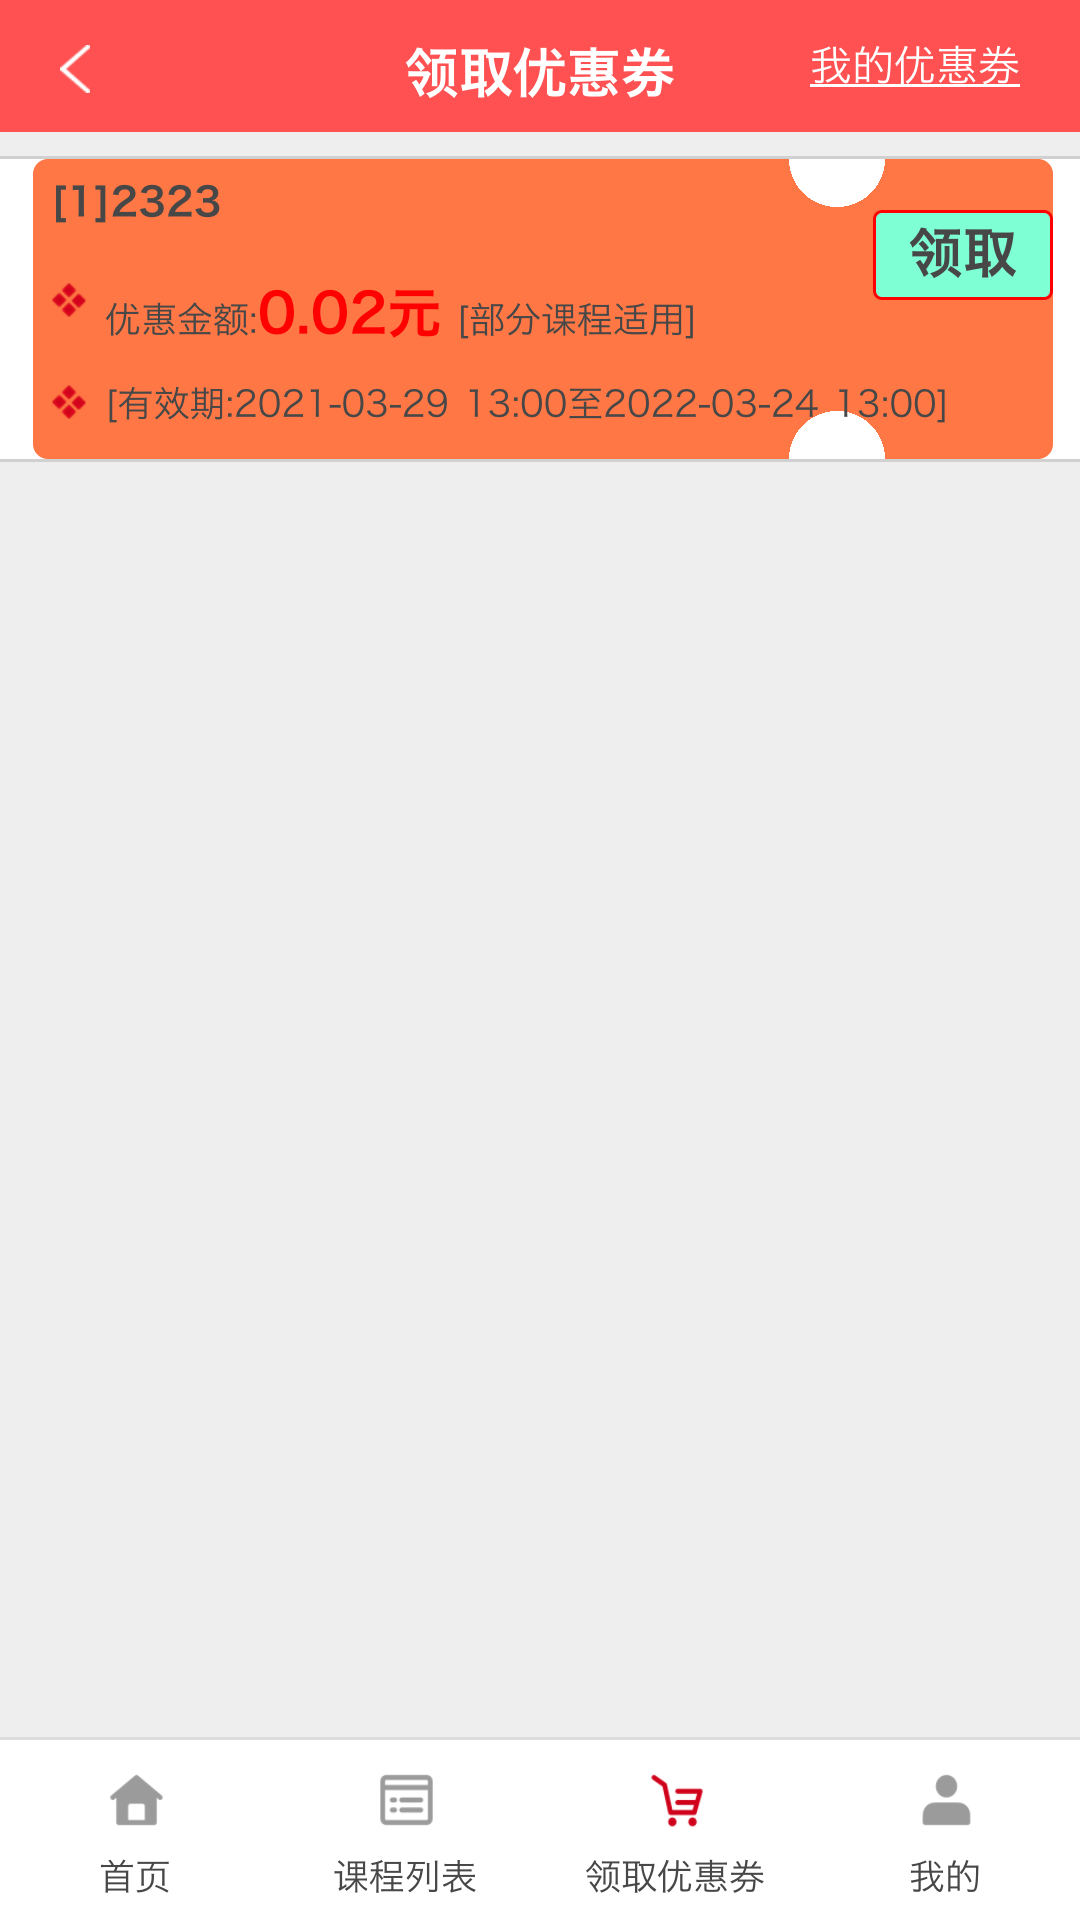 领取优惠券
我的优惠券
[1]2323
领取
优惠金额:0.02元 [部分课程适用]
[有效期:2021-03-29 13:00至2022-03-24 13:00]
首页
课程列表
领取优惠券
我的